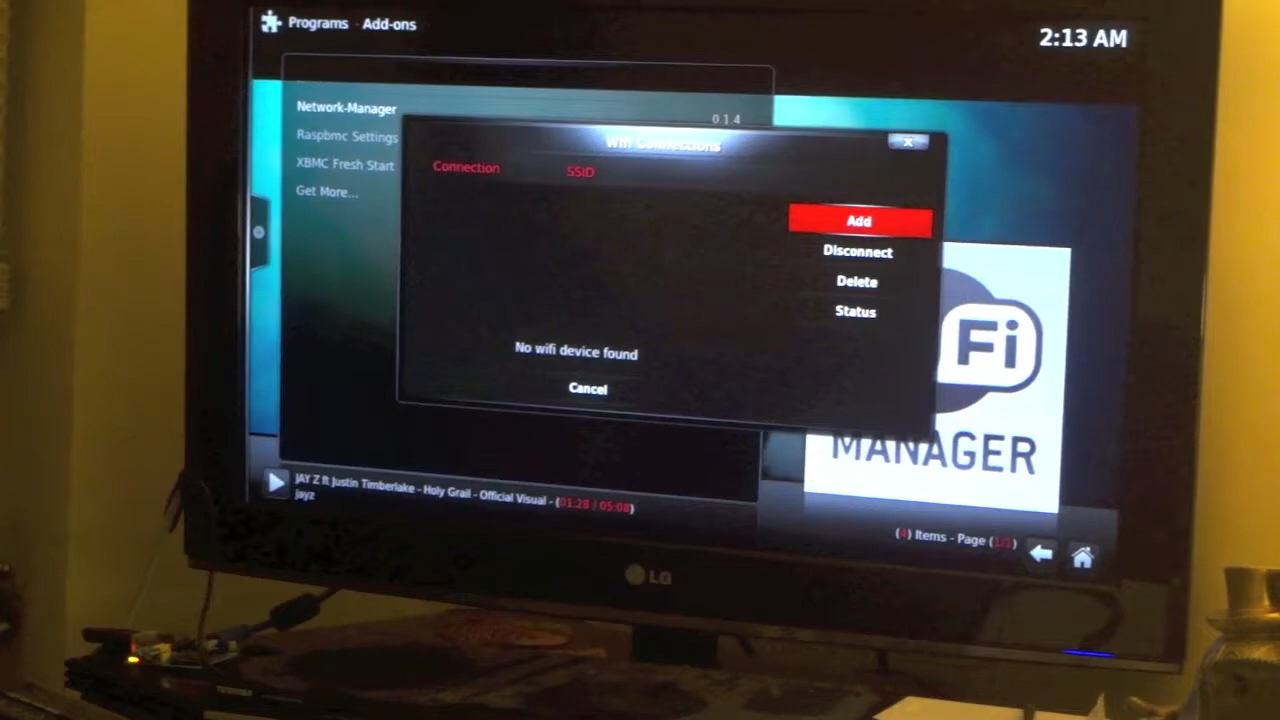 Programs - Add-ons
2:13 AM
Network-Manager
0.1.4
Raspbmc Settings
XBMC Fresh Start
Get More...
Wifi Connections
X
Connection SSID
Add
Disconnect
Delete
Status
No wifi device found
Cancel
Fi
MANAGER
JAY Z ft Justin Timberlake - Holy Grail - Official Visual - (01:28 / 05:08)
jayz
(4) Items - Page (1/1)
LG